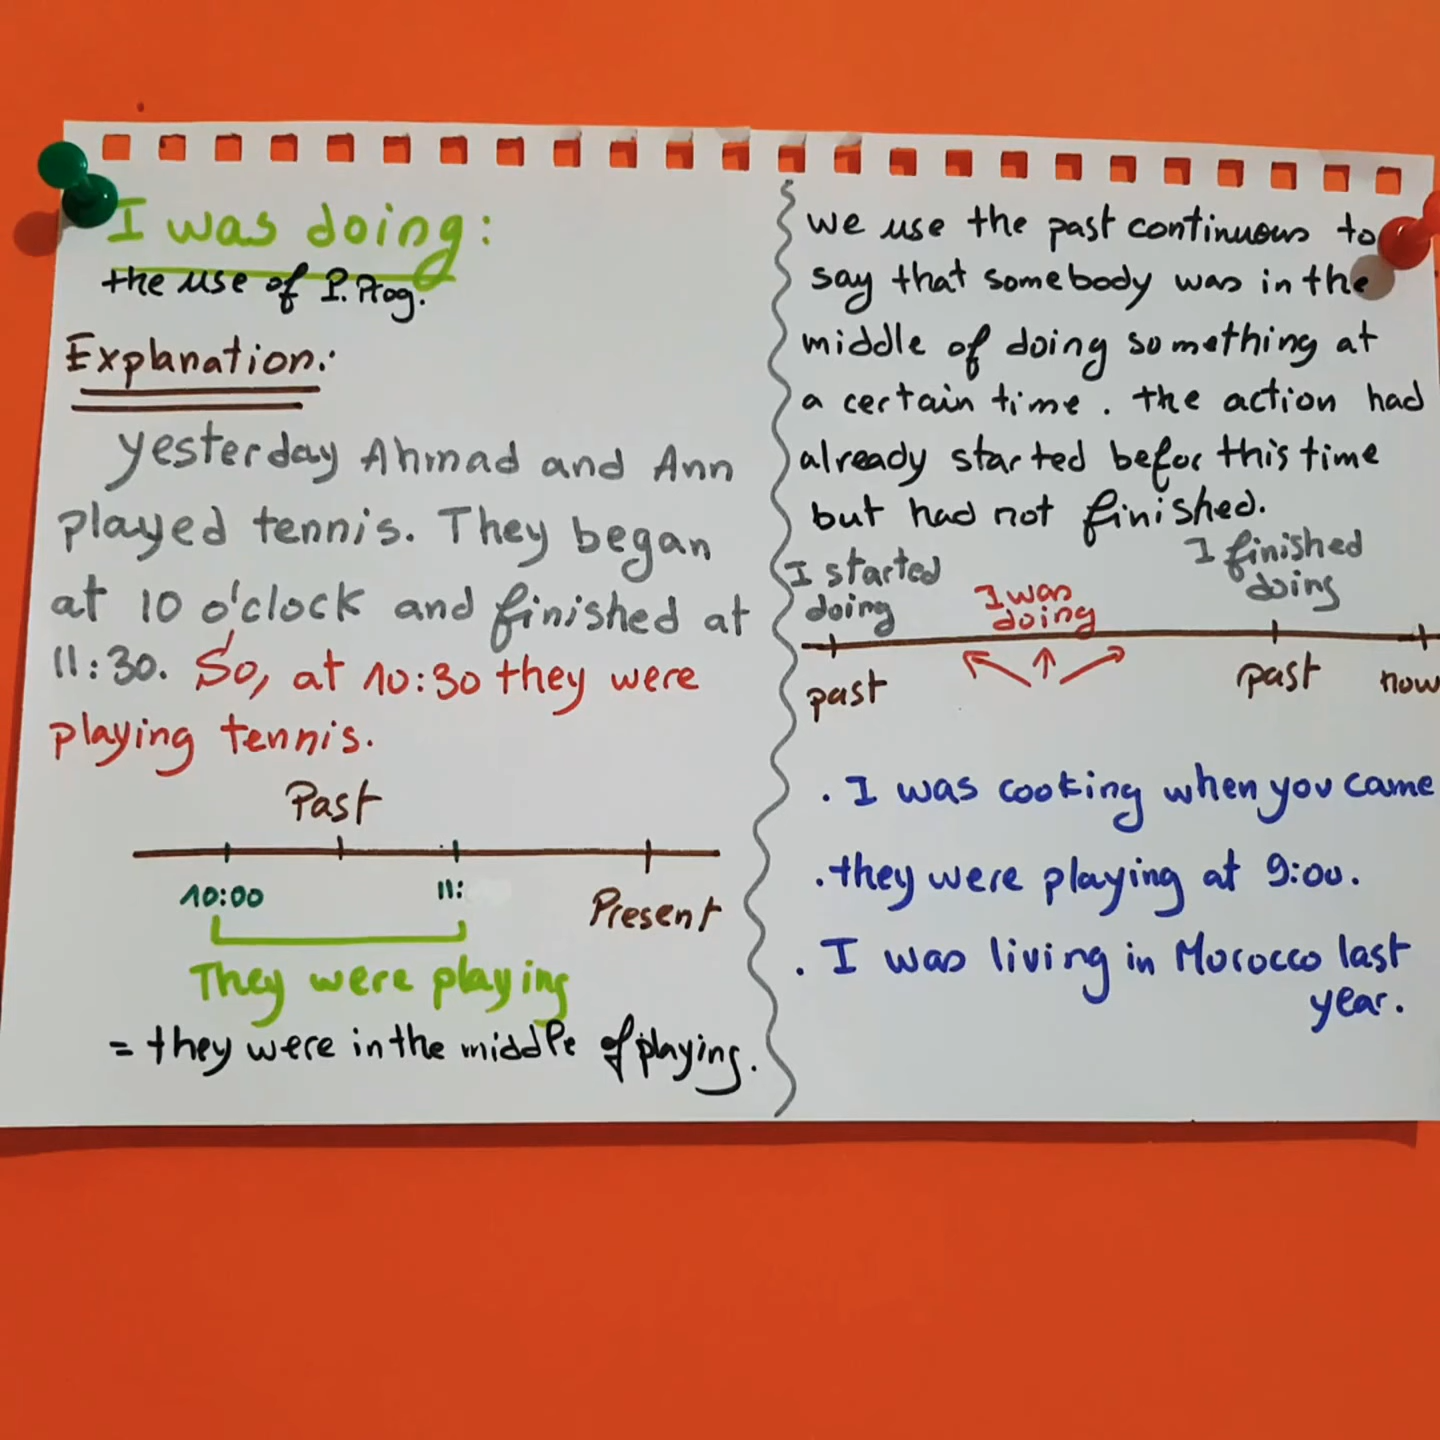 I was doing:
the use of P. Prog.
Explanation:
yesterday Ahmad and Ann
played tennis. They began
at 10 o'clock and finished at
11:30. So, at 10:30 they were
playing tennis.
Past
10:00 11:
Present
They were playing
= they were in the middle of playing.
we use the past continuous to
say that somebody was in the
middle of doing something at
a certain time. the action had
already started befor this time
but had not finished.
I started
doing
I was
doing
I finished
doing
past past now
. I was cooking when you came
. they were playing at 9:00.
. I was living in Morocco last
year.